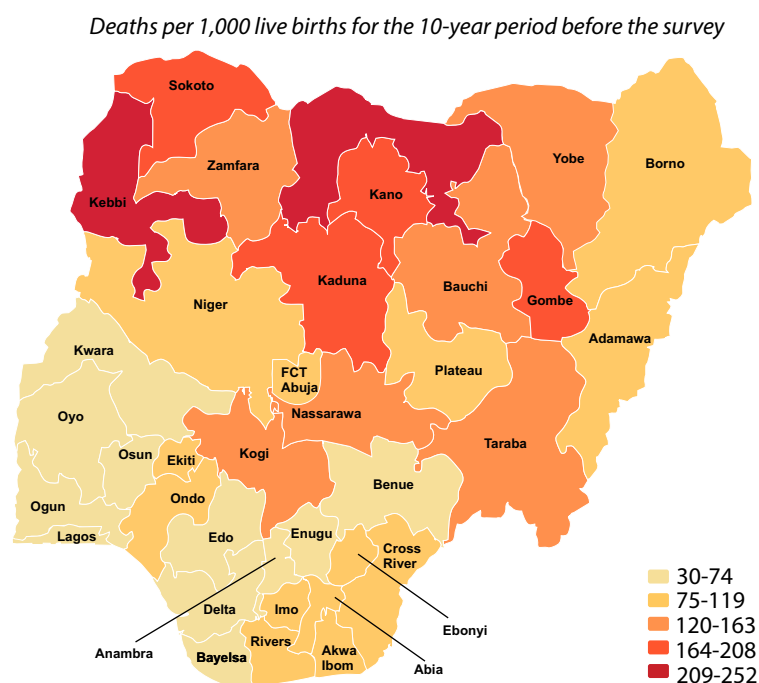 Deaths per 1,000 live births for the 10-year period before the survey
Sokoto
Zamfara
Yobe
Borno
Kebbi
Kano
Kaduna
Bauchi
Gombe
Niger
Adamawa
Kwara
FCT
Abuja
Plateau
Oyo
Nassarawa
Taraba
Osun
Ekiti
Kogi
Benue
Ogun
Ondo
Lagos
Edo
Enugu
Cross
River
Delta
Imo
Ebonyi
Anambra
Bayelsa
Rivers
Akwa
Ibom
Abia
30-74
75-119
120-163
164-208
209-252